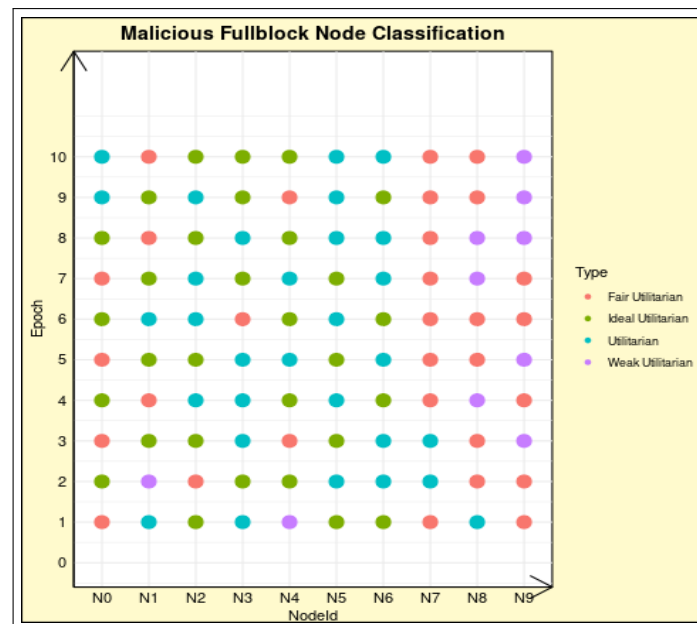 Malicious Fullblock Node Classification
10
9
8
7
6
5
4
3
2
1
0
Epoch
N0 N1 N2 N3 N4 N5 N6 N7 N8 N9
NodeId
Type
Fair Utilitarian
Ideal Utilitarian
Utilitarian
Weak Utilitarian